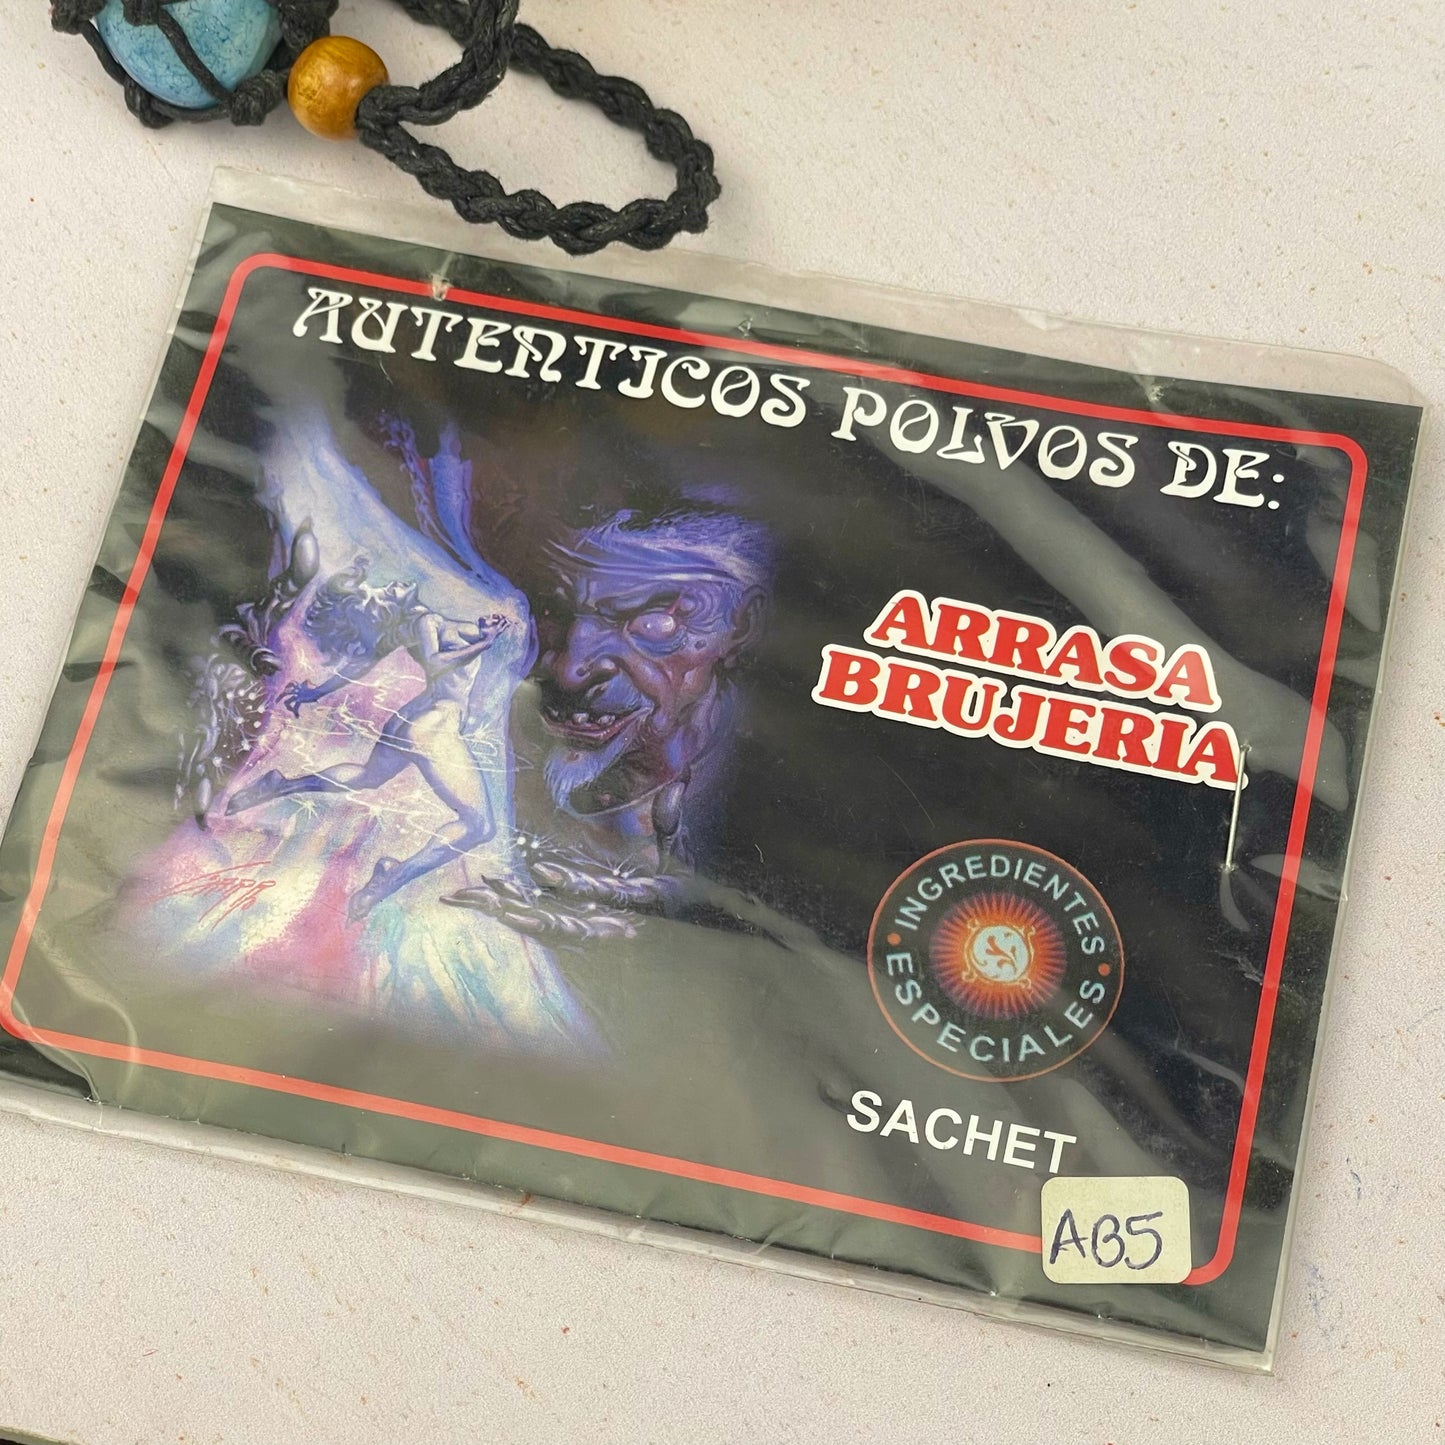 AUTENTICOS POLVOS DE:
ARRASA
BRUJERIA
INGREDIENTES
ESPECIALES
SACHET
AB5